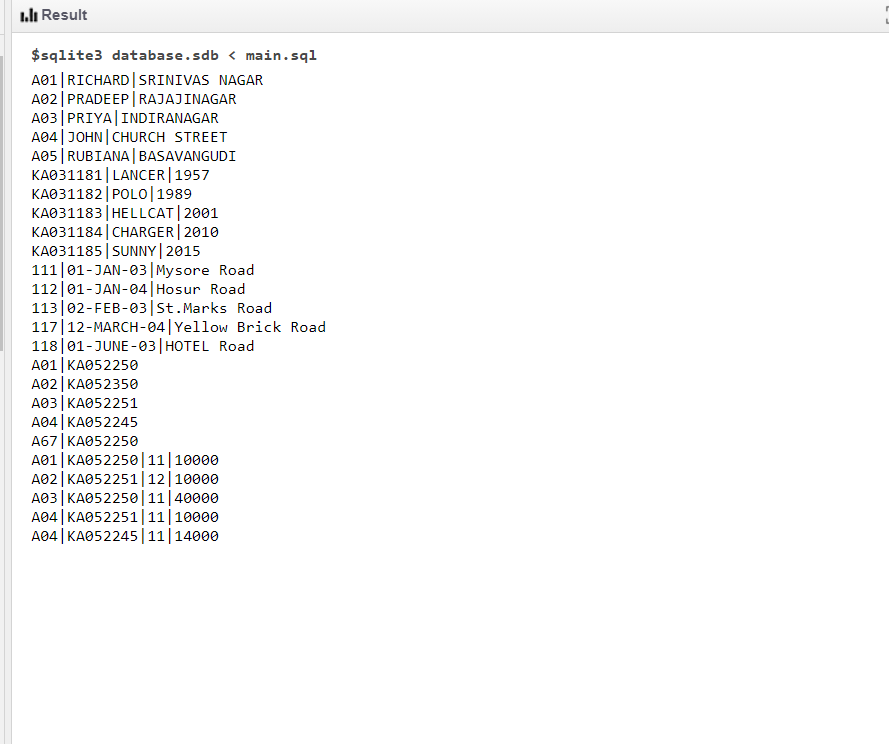 Result
$sqlite3 database.sdb < main.sql
A01|RICHARD|SRINIVAS NAGAR
A02|PRADEEP|RAJAJINAGAR
A03|PRIYA|INDIRANAGAR
A04|JOHN|CHURCH STREET
A05|RUBIANA|BASAVANGUDI
KA031181|LANCER|1957
KA031182|POLO|1989
KA031183|HELLCAT|2001
KA031184|CHARGER|2010
KA031185|SUNNY|2015
111|01-JAN-03|Mysore Road
112|01-JAN-04|Hosur Road
113|02-FEB-03|St.Marks Road
117|12-MARCH-04|Yellow Brick Road
118|01-JUNE-03|HOTEL Road
A01|KA052250
A02|KA052350
A03|KA052251
A04|KA052245
A67|KA052250
A01|KA052250|11|10000
A02|KA052251|12|10000
A03|KA052250|11|40000
A04|KA052251|11|10000
A04|KA052245|11|14000